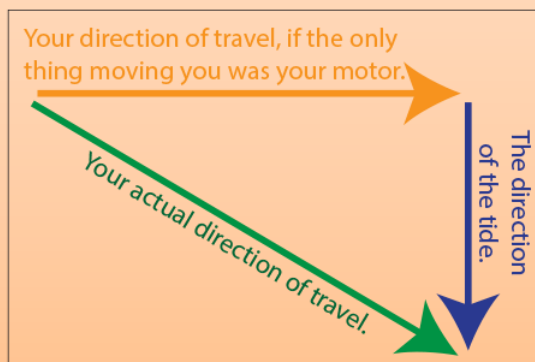 Your direction of travel, if the only
thing moving you was your motor.
Your actual direction of travel.
The direction
of the tide.